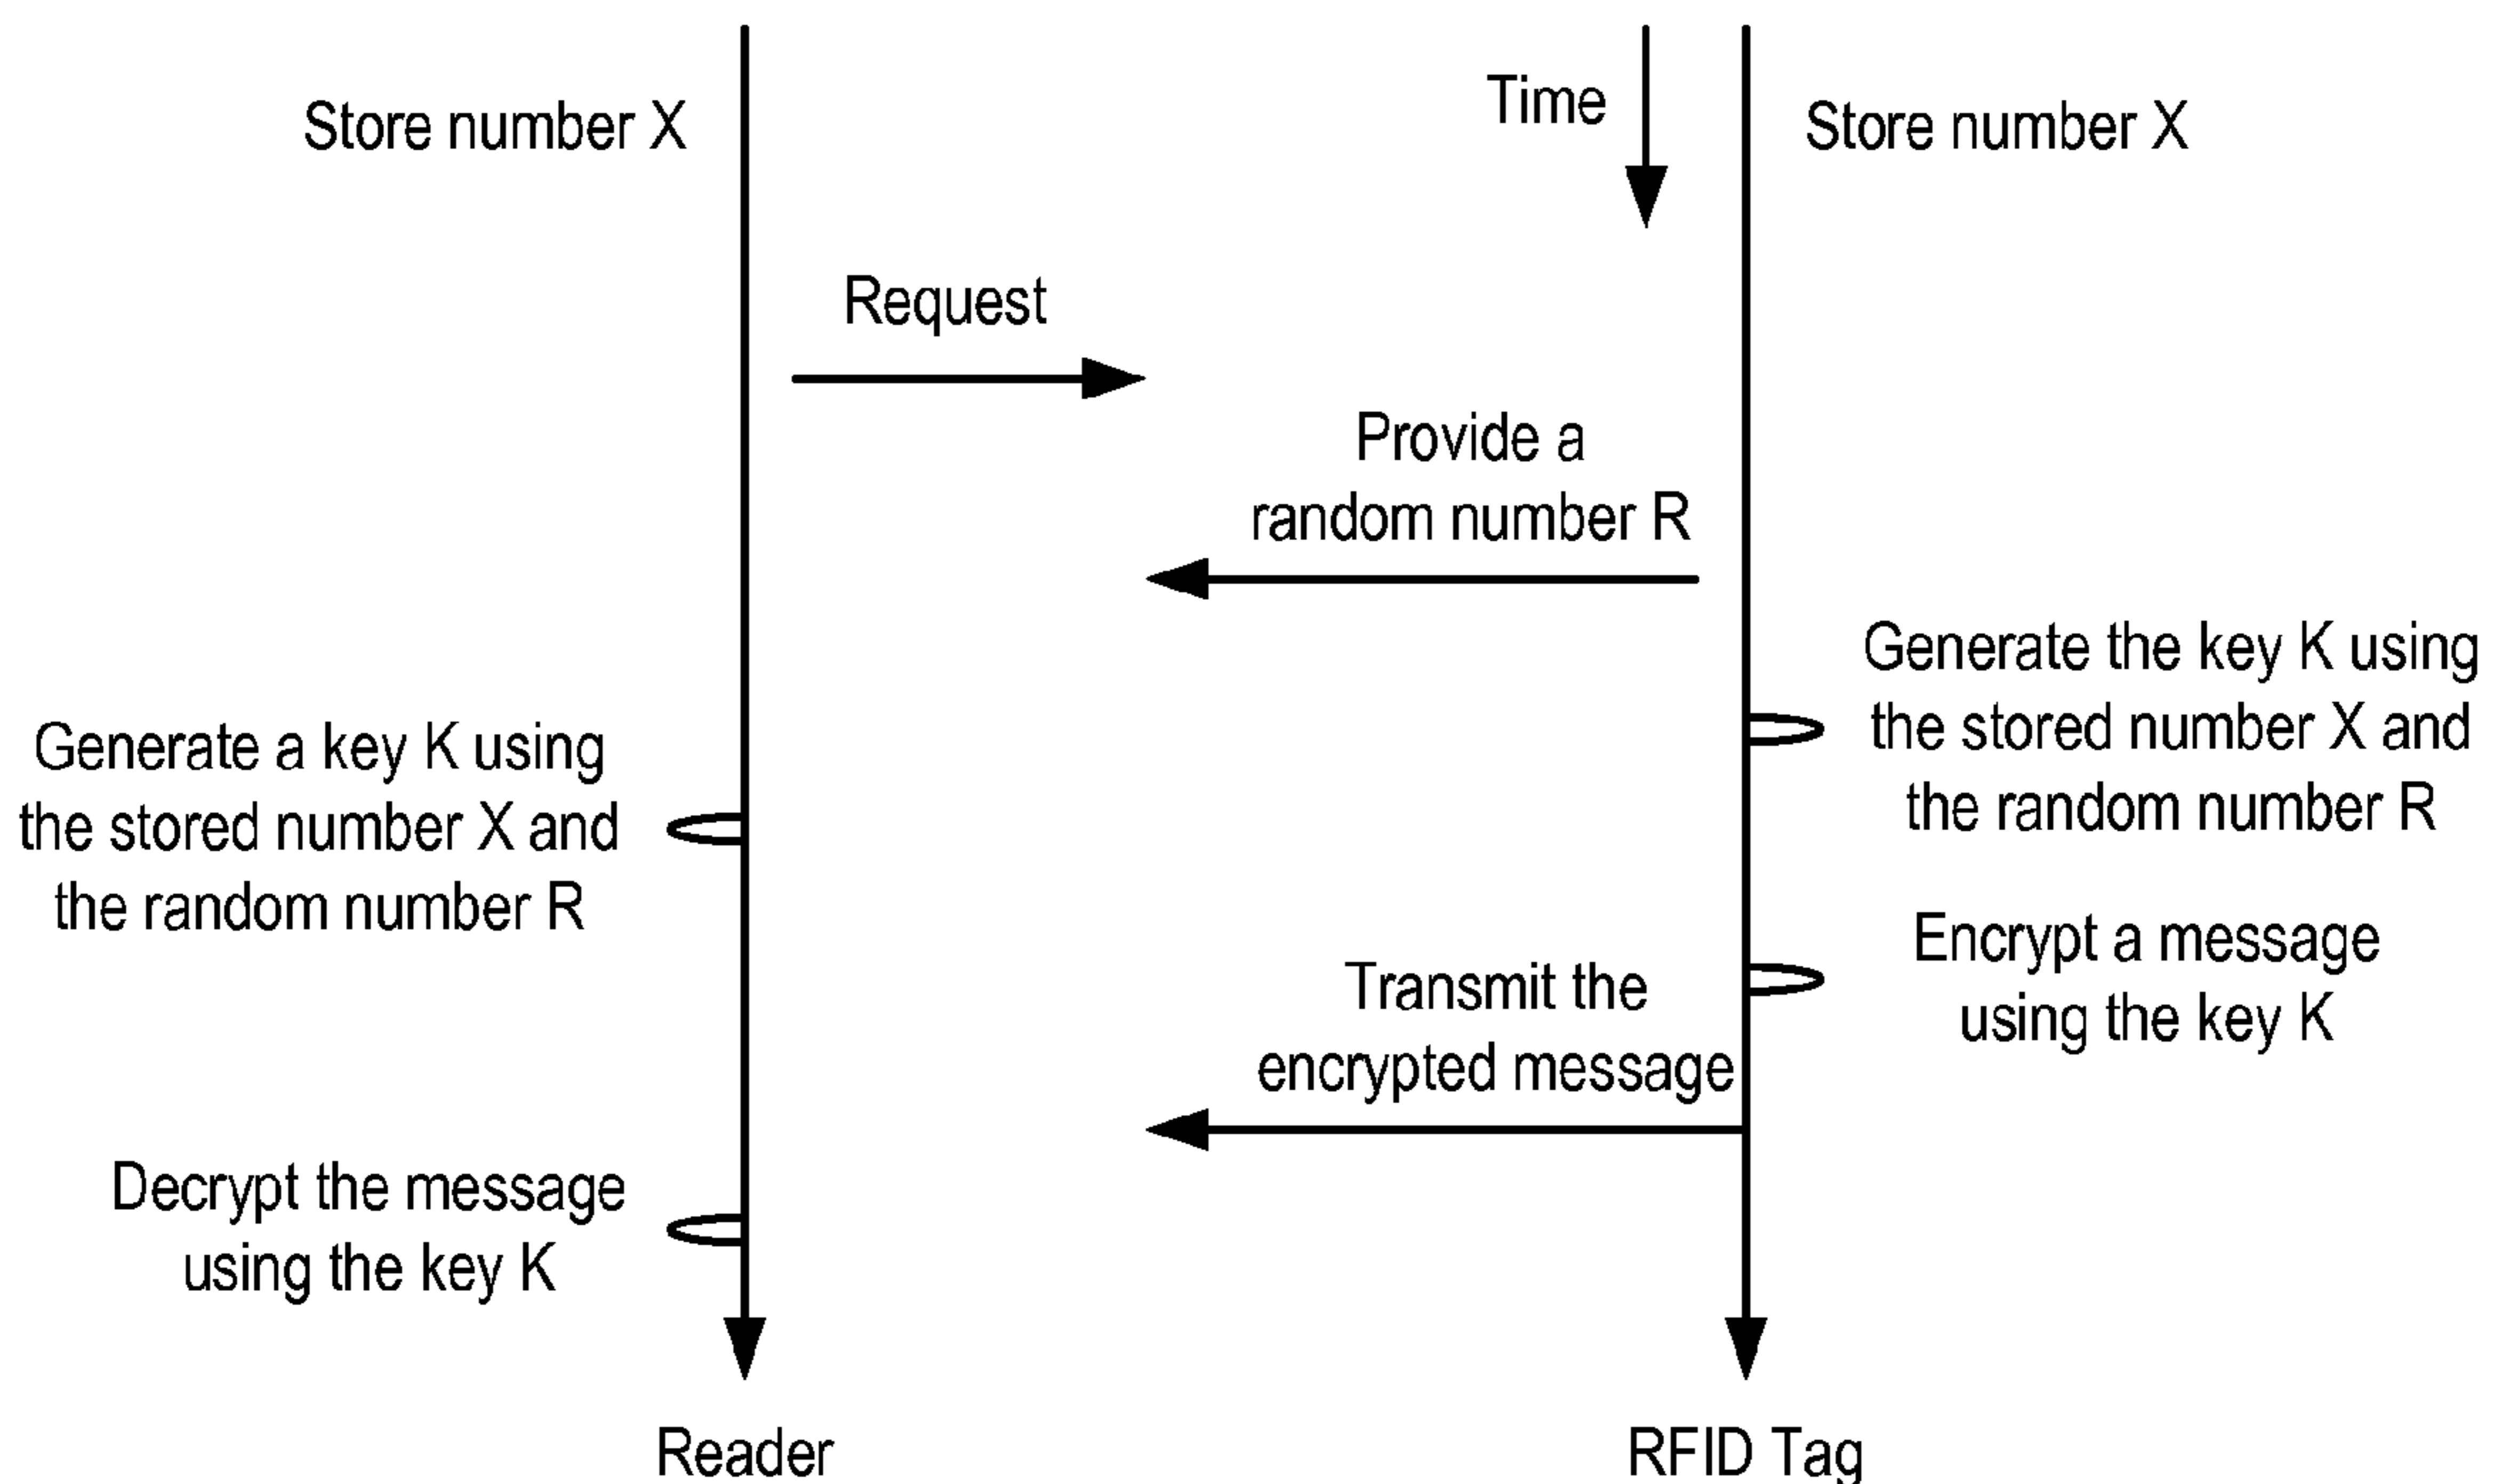 Store number X
Time
Store number X
Request
Provide a
random number R
Generate the key K using
the stored number X and
the random number R
Generate a key K using
the stored number X and
the random number R
Encrypt a message
using the key K
Transmit the
encrypted message
Decrypt the message
using the key K
Reader
RFID Tag